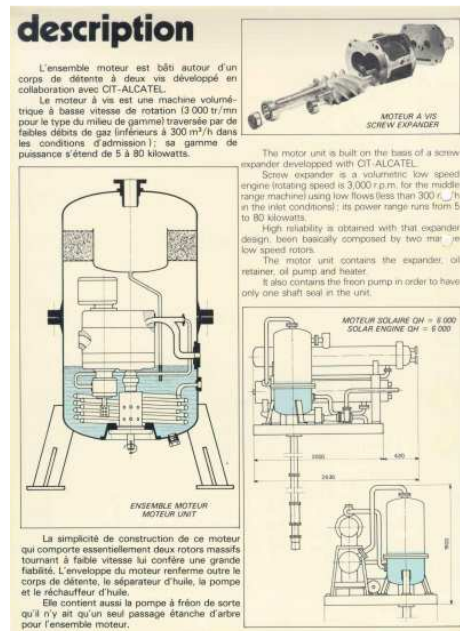 description
L'ensemble moteur est bâti autour d'un
corps de détente à deux vis développé en
collaboration avec CIT-ALCATEL.
Le moteur à vis est une machine volumé-
trique à basse vitesse de rotation (3 000 tr/mn
pour le type du milieu de gamme) traversée par de
faibles débits de gaz (inférieurs à 300 m³/h dans
les conditions d'admission) ; sa gamme de
puissance s'étend de 5 à 80 kilowatts.
ENSEMBLE MOTEUR
MOTOR UNIT
La simplicité de construction de ce moteur
qui comporte essentiellement deux rotors massifs
tournant à faible vitesse lui confère une grande
fiabilité. L'enveloppe du moteur renferme outre le
corps de détente, le séparateur d'huile, la pompe
et le réchauffeur d'huile.
Elle contient aussi la pompe à fréon de sorte
qu'il n'y ait qu'un seul passage étanche d'arbre
pour l'ensemble moteur.
MOTEUR A VIS
SCREW EXPANDER
The motor unit is built on the basis of a screw
expander developped with CIT-ALCATEL.
Screw expander is a volumetric low speed
engine (rotating speed is 3,000 r.p.m. for the middle
range machine) using low flows (less than 300
in the inlet conditions) ; its power range runs from 5
to 80 kilowatts.
High reliability is obtained with that expander
design, been basically composed by two
low speed rotors.
The motor unit contains the expander, oil
retainer, oil pump and heater.
It also contains the freon pump in order to have
only one shaft seal in the unit.
MOTEUR SOLAIRE QH = 6 000
SOLAR ENGINE QH = 6 000